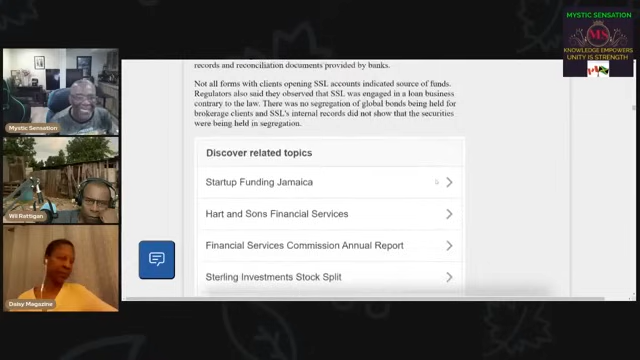 MYSTIC SENSATION
MS
KNOWLEDGE EMPOWERS
UNITY IS STRENGTH
records and reconciliation documents provided by banks.
Not all forms with clients opening SSL accounts indicated source of funds.
Regulators also said they observed that SSL was engaged in a loan business
contrary to the law. There was no segregation of global bonds being held for
brokerage clients and SSL's internal records did not show that the securities
were being held in segregation.
Discover related topics
Startup Funding Jamaica
Hart and Sons Financial Services
Financial Services Commission Annual Report
Sterling Investments Stock Split
Mystic Sensation
Wil Rattigan
Daisy Magazine